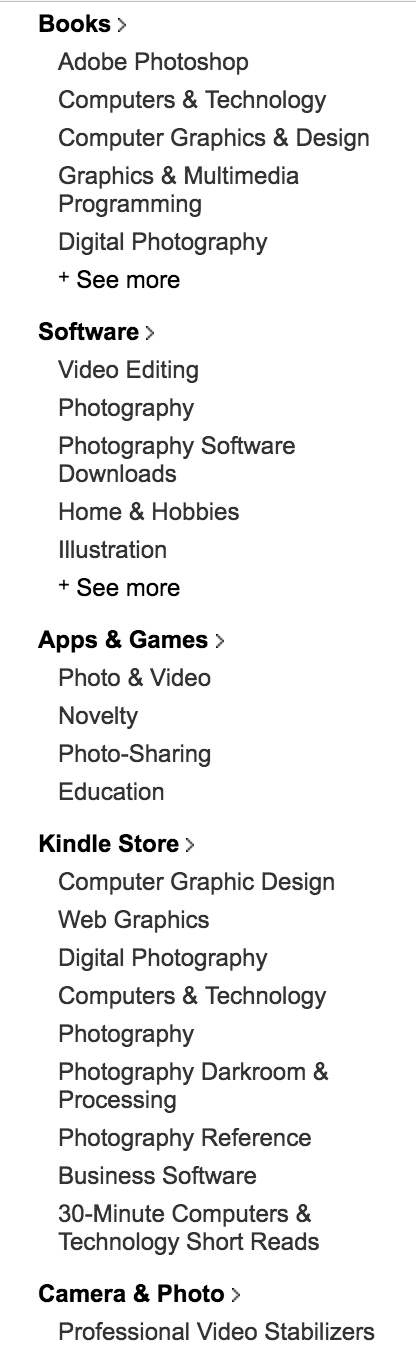 Books >
Adobe Photoshop
Computers & Technology
Computer Graphics & Design
Graphics & Multimedia
Programming
Digital Photography
+ See more
Software >
Video Editing
Photography
Photography Software
Downloads
Home & Hobbies
Illustration
+ See more
Apps & Games >
Photo & Video
Novelty
Photo-Sharing
Education
Kindle Store >
Computer Graphic Design
Web Graphics
Digital Photography
Computers & Technology
Photography
Photography Darkroom &
Processing
Photography Reference
Business Software
30-Minute Computers &
Technology Short Reads
Camera & Photo >
Professional Video Stabilizers